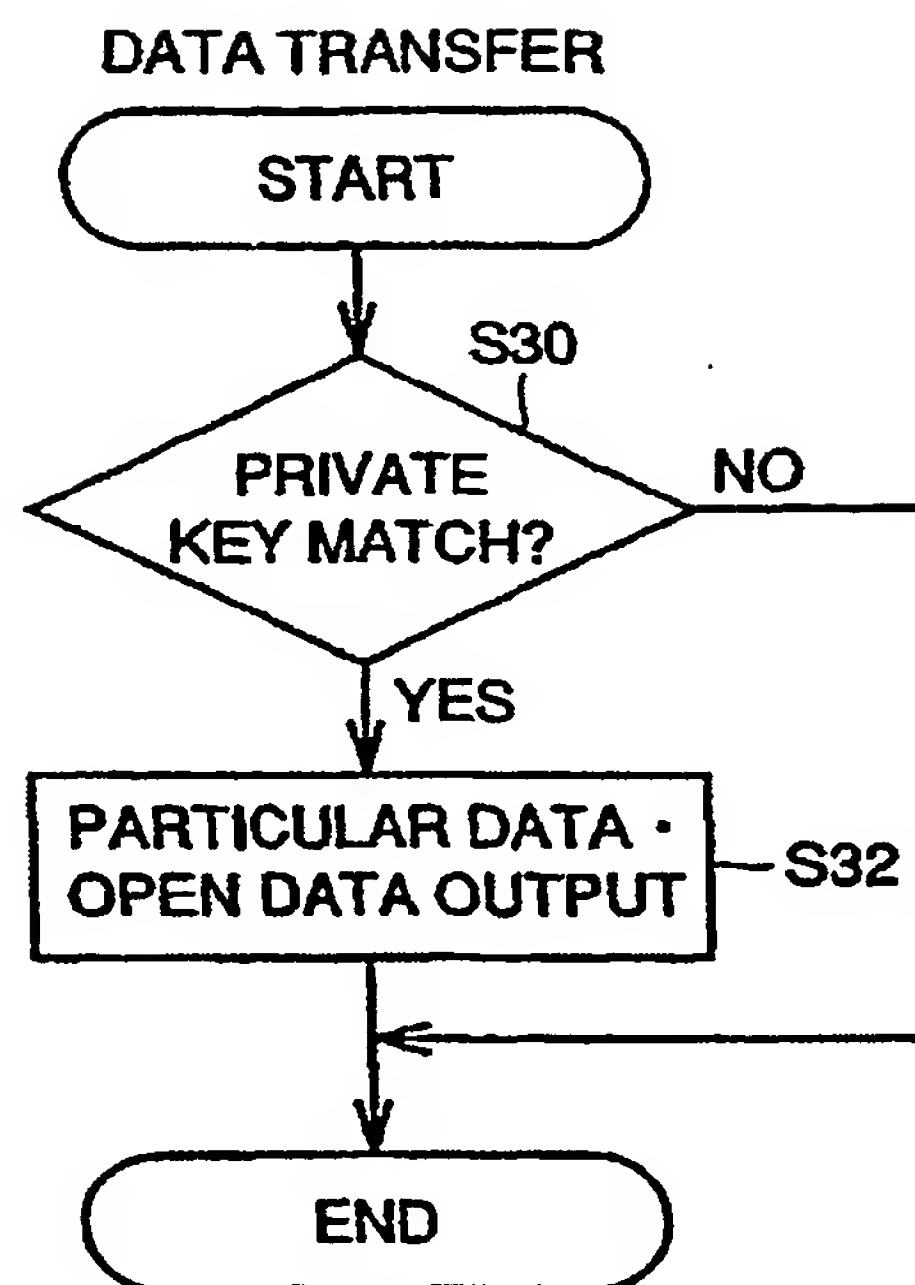 DATA TRANSFER
START
S30
PRIVATE
KEY MATCH?
NO
YES
PARTICULAR DATA ·
OPEN DATA OUTPUT
S32
END